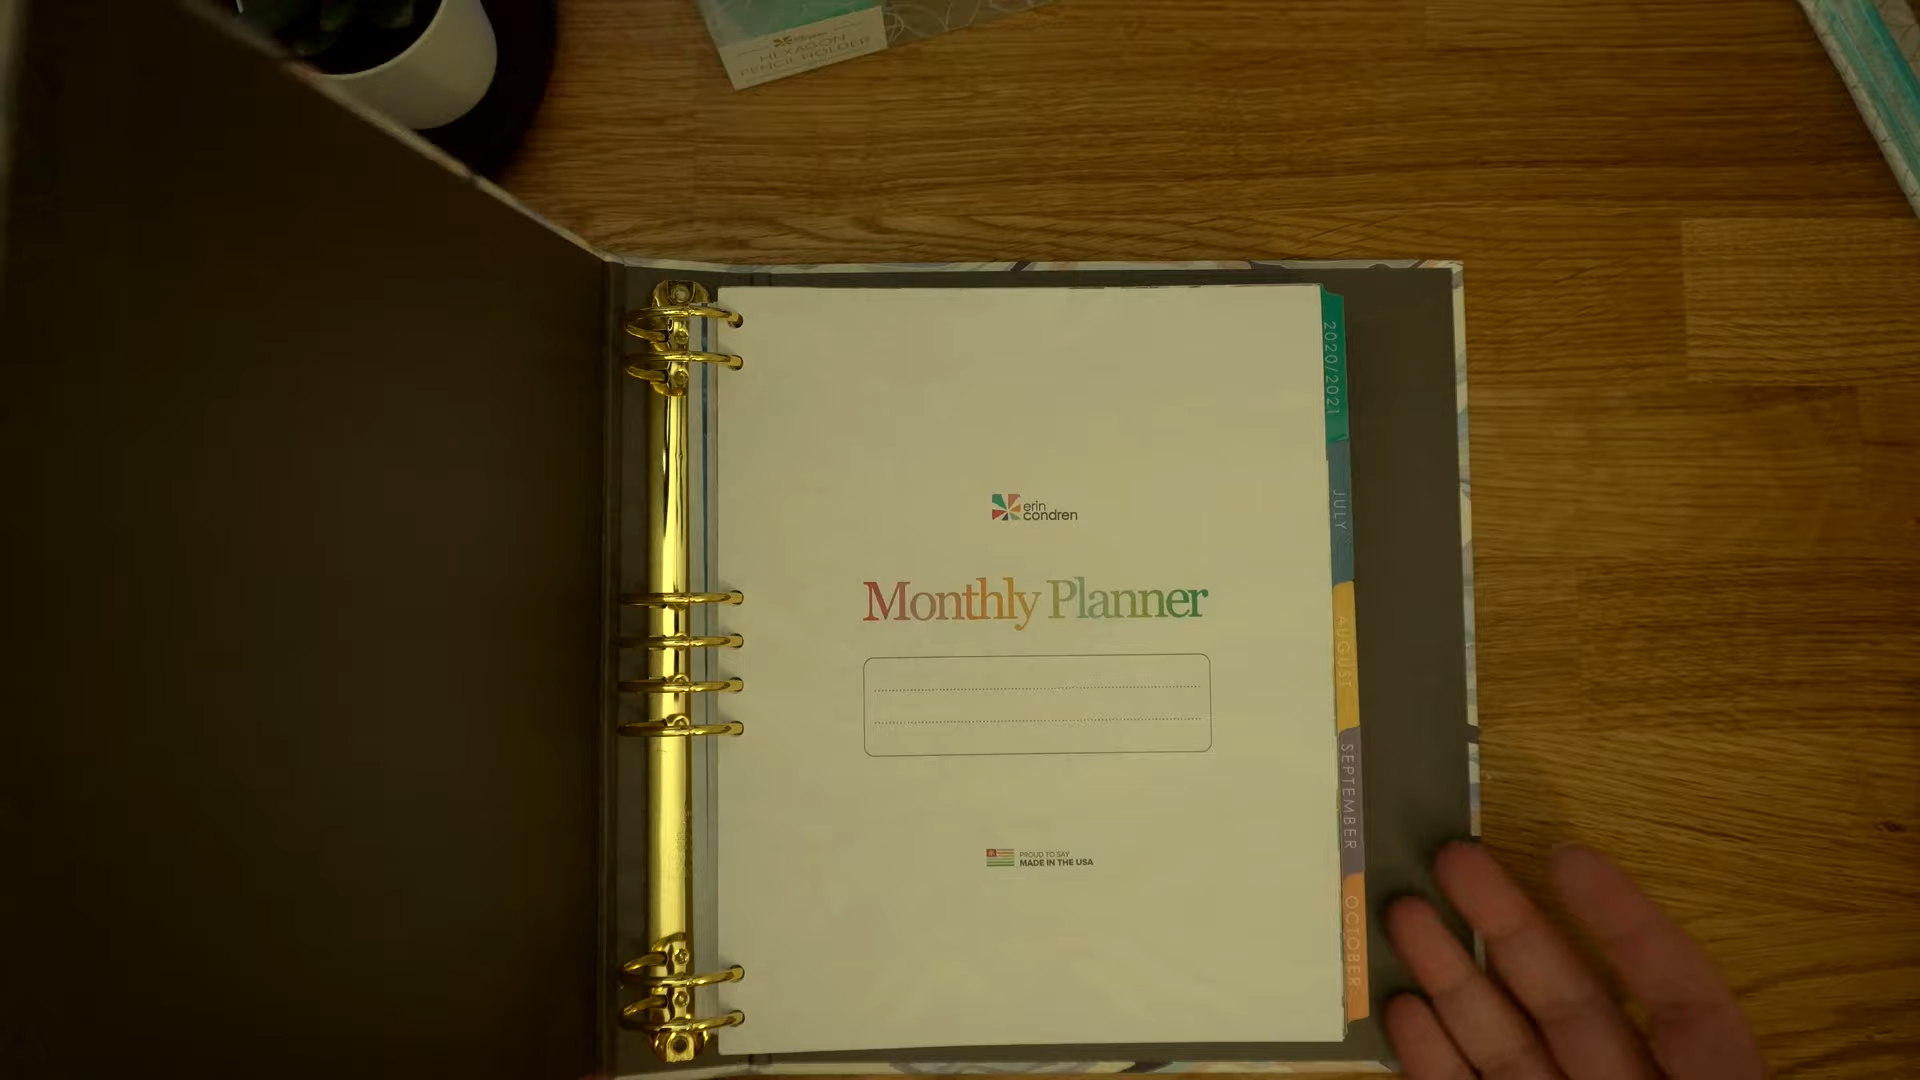 HEXAGON
PENCIL HOLDER
2020/2021
erin
condren
JULY
Monthly Planner
AUGUST
SEPTEMBER
PROUD TO SAY
MADE IN THE USA
OCTOBER